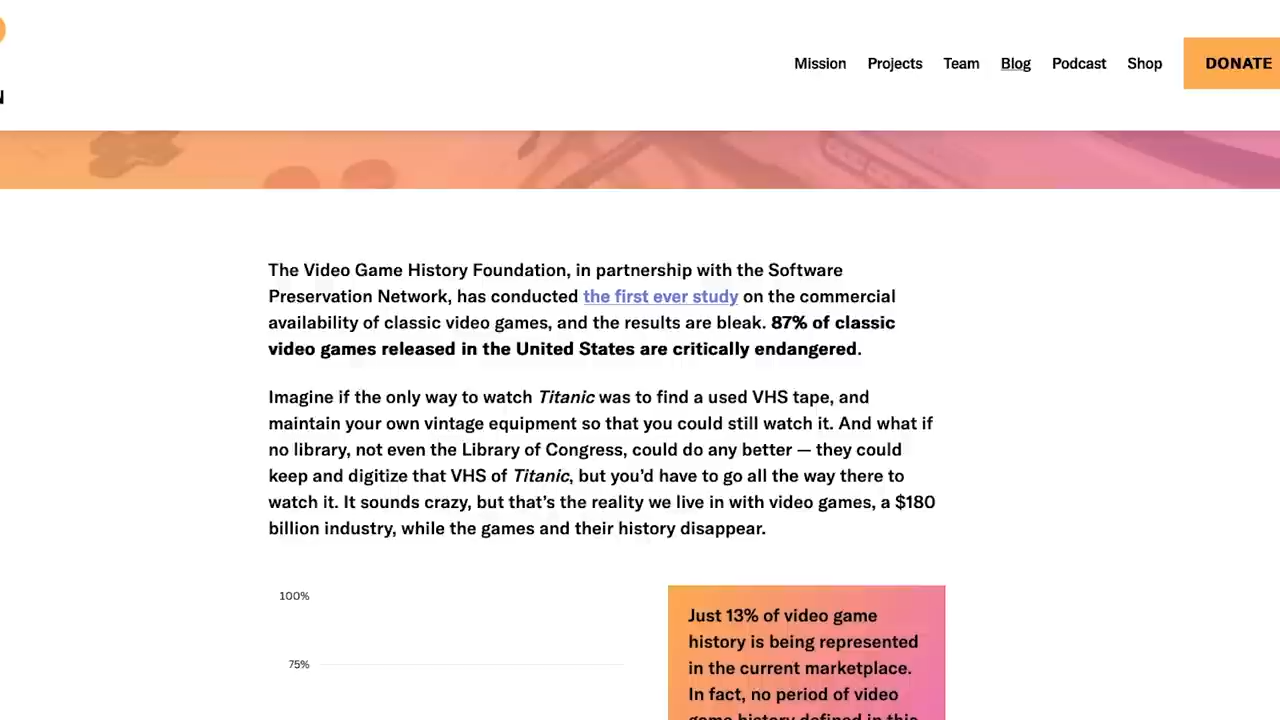 Mission Projects Team Blog Podcast Shop DONATE
The Video Game History Foundation, in partnership with the Software
Preservation Network, has conducted the first ever study on the commercial
availability of classic video games, and the results are bleak. 87% of classic
video games released in the United States are critically endangered.
Imagine if the only way to watch Titanic was to find a used VHS tape, and
maintain your own vintage equipment so that you could still watch it. And what if
no library, not even the Library of Congress, could do any better — they could
keep and digitize that VHS of Titanic, but you’d have to go all the way there to
watch it. It sounds crazy, but that’s the reality we live in with video games, a $180
billion industry, while the games and their history disappear.
100%
75%
Just 13% of video game
history is being represented
in the current marketplace.
In fact, no period of video
game history defined in this